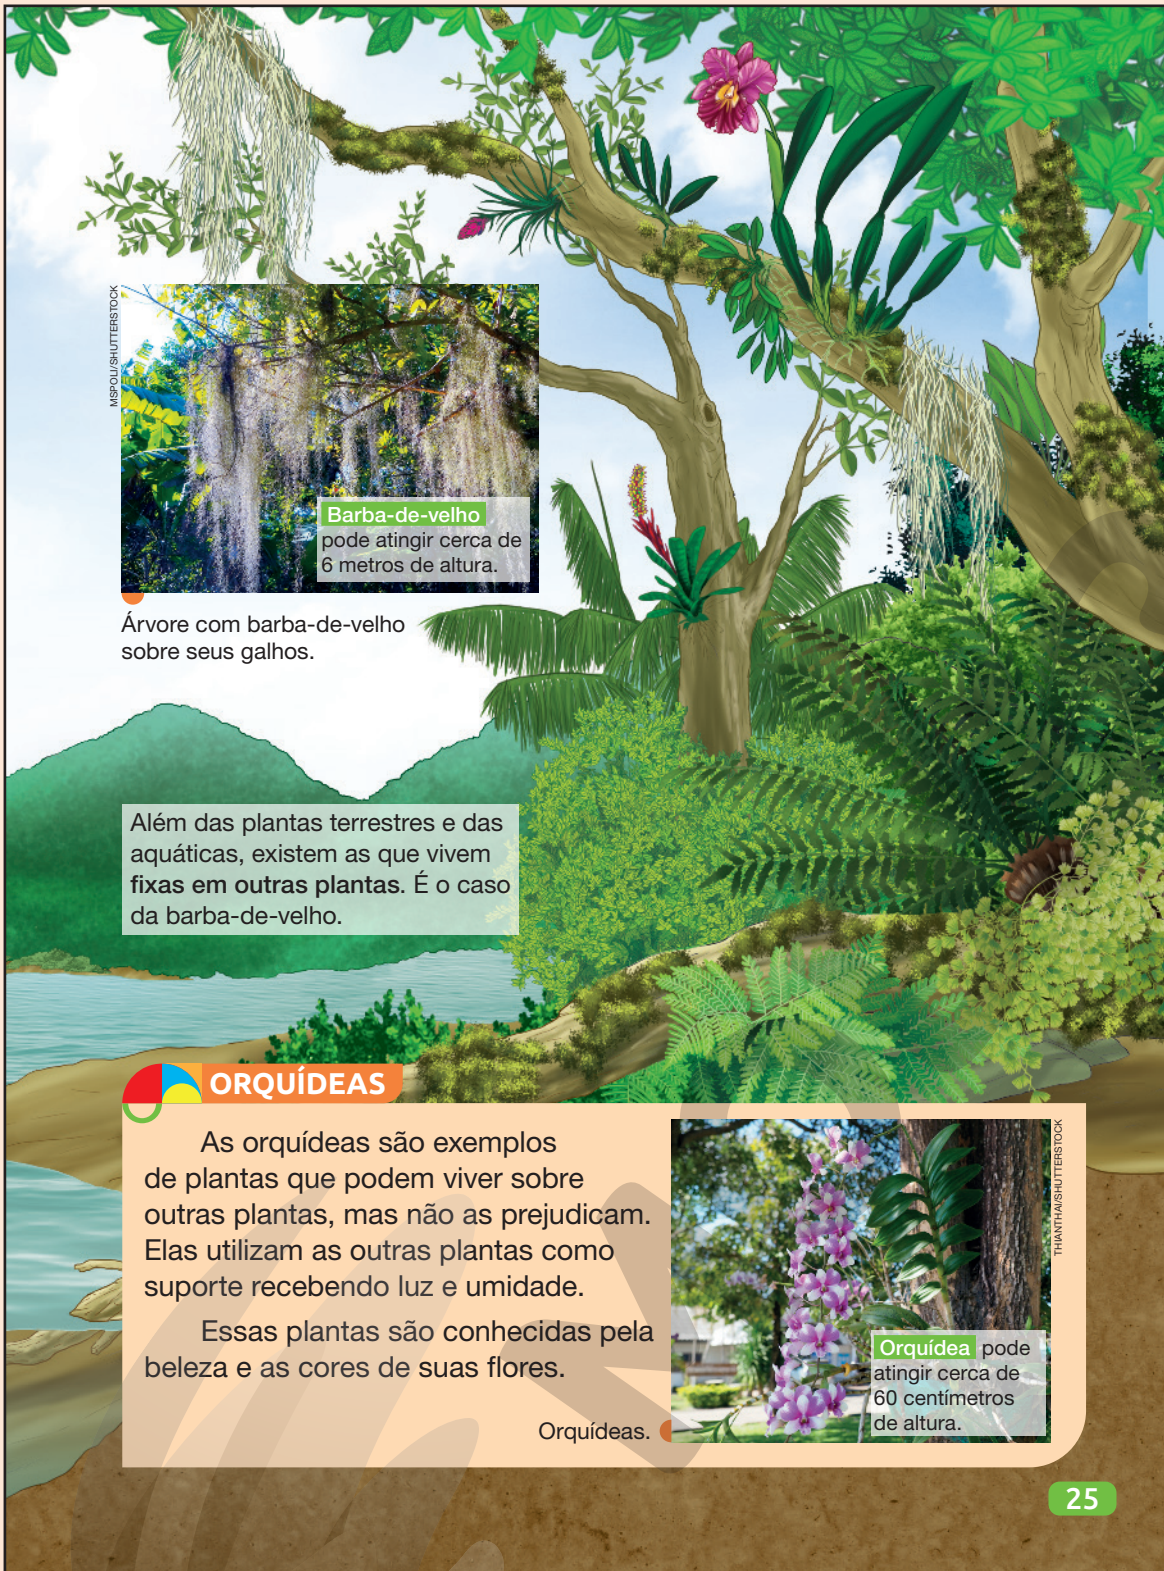 MSPOLI/SHUTTERSTOCK
Barba-de-velho
pode atingir cerca de
6 metros de altura.
Árvore com barba-de-velho
sobre seus galhos.
Além das plantas terrestres e das
aquáticas, existem as que vivem
fixas em outras plantas. É o caso
da barba-de-velho.
ORQUÍDEAS
As orquídeas são exemplos
de plantas que podem viver sobre
outras plantas, mas não as prejudicam.
Elas utilizam as outras plantas como
suporte recebendo luz e umidade.
Essas plantas são conhecidas pela
beleza e as cores de suas flores.
Orquídeas.
THIANTHAI/SHUTTERSTOCK
Orquídea pode
atingir cerca de
60 centímetros
de altura.
25